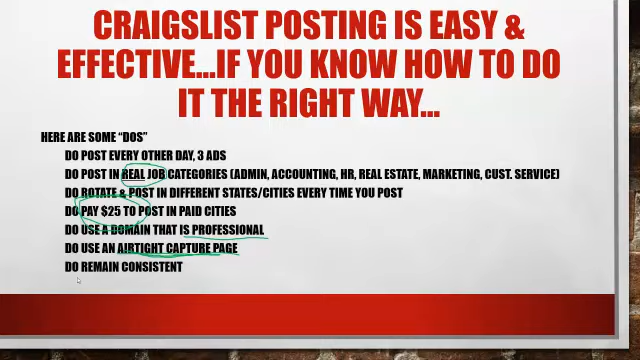 CRAIGSLIST POSTING IS EASY &
EFFECTIVE...IF YOU KNOW HOW TO DO
IT THE RIGHT WAY...
HERE ARE SOME “DOS”
DO POST EVERY OTHER DAY, 3 ADS
DO POST IN REAL JOB CATEGORIES (ADMIN, ACCOUNTING, HR, REAL ESTATE, MARKETING, CUST. SERVICE)
DO ROTATE & POST IN DIFFERENT STATES/CITIES EVERY TIME YOU POST
DO PAY $25 TO POST IN PAID CITIES
DO USE A DOMAIN THAT IS PROFESSIONAL
DO USE AN AIRTIGHT CAPTURE PAGE
DO REMAIN CONSISTENT